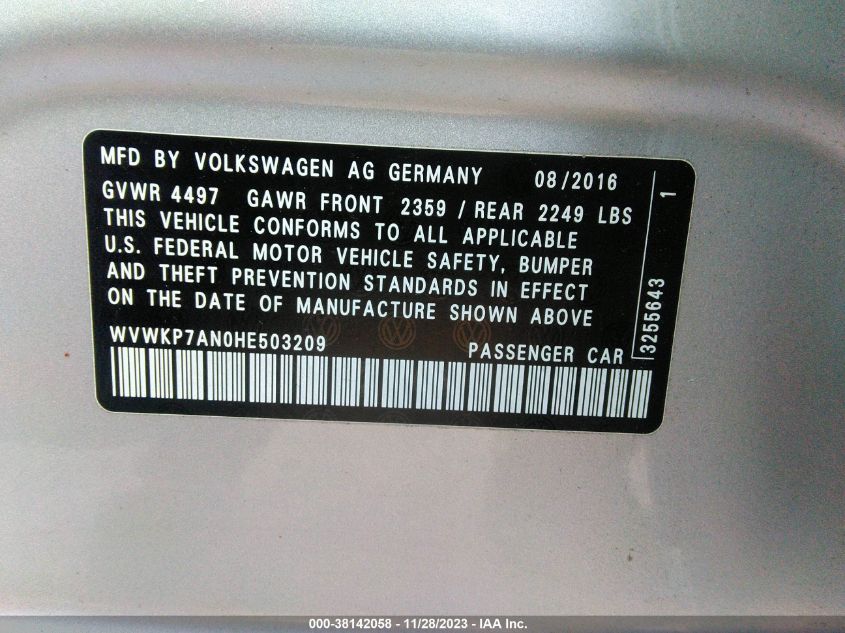 MFD BY VOLKSWAGEN AG GERMANY 08/2016
GVWR 4497 GAWR FRONT 2359 / REAR 2249 LBS
THIS VEHICLE CONFORMS TO ALL APPLICABLE
U.S. FEDERAL MOTOR VEHICLE SAFETY, BUMPER
AND THEFT PREVENTION STANDARDS IN EFFECT
ON THE DATE OF MANUFACTURE SHOWN ABOVE.
WVWKP7AN0HE503209 PASSENGER CAR
3255643 1
000-38142058 - 11/28/2023 - IAA Inc.